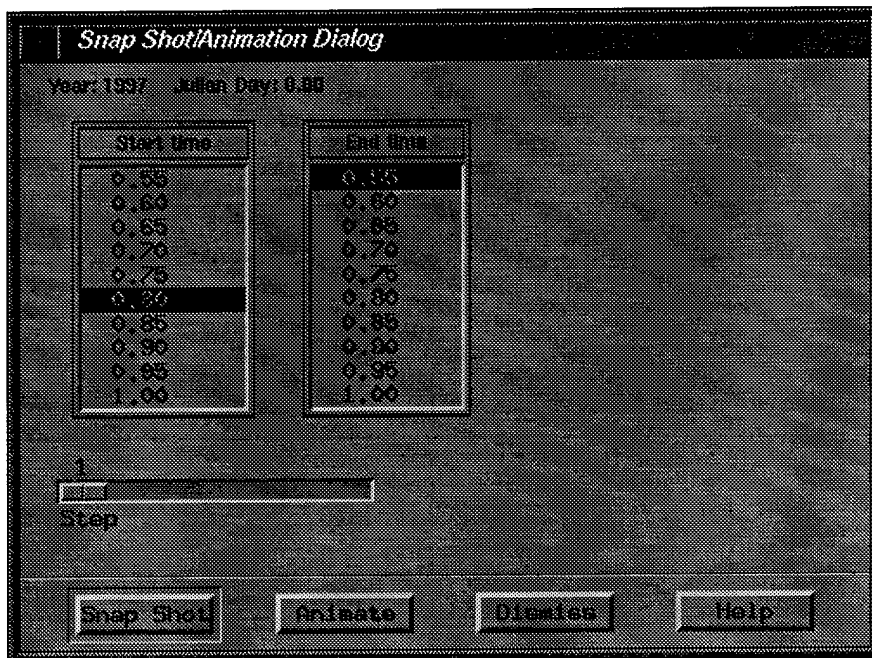 Snap Shot/Animation Dialog
Year: 1997 Julian Day: 0.00
Start time End time
0.55 0.55
0.60 0.60
0.65 0.65
0.70 0.70
0.75 0.75
0.80 0.80
0.85 0.85
0.90 0.90
0.95 0.95
1.00 1.00
1
Step
Snap Shot Animate Dismiss Help